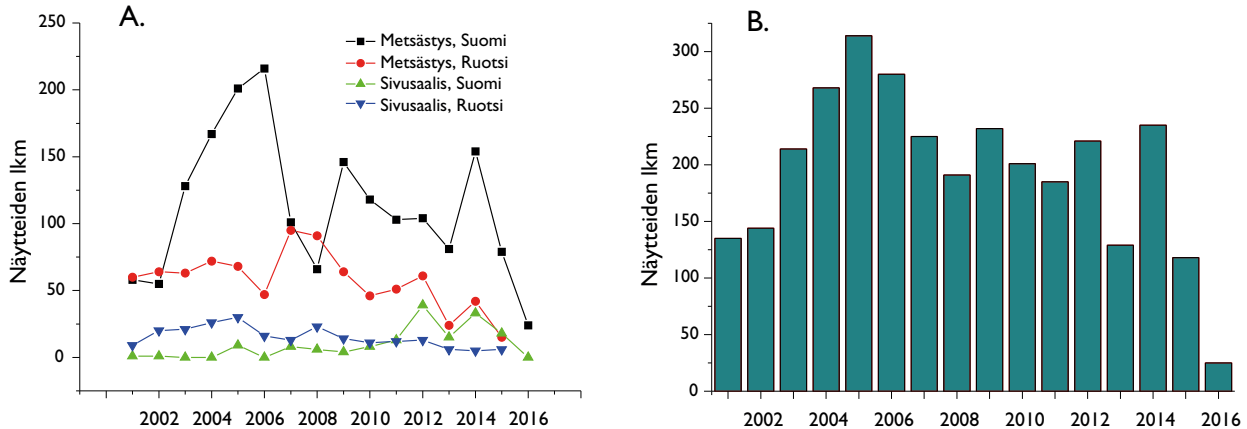 A.
Metsästys, Suomi
Metsästys, Ruotsi
Sivusaalis, Suomi
Sivusaalis, Ruotsi
Näytteiden lkm
250
200
150
100
50
0
2002 2004 2006 2008 2010 2012 2014 2016
B.
Näytteiden lkm
300
250
200
150
100
50
0
2002 2004 2006 2008 2010 2012 2014 2016